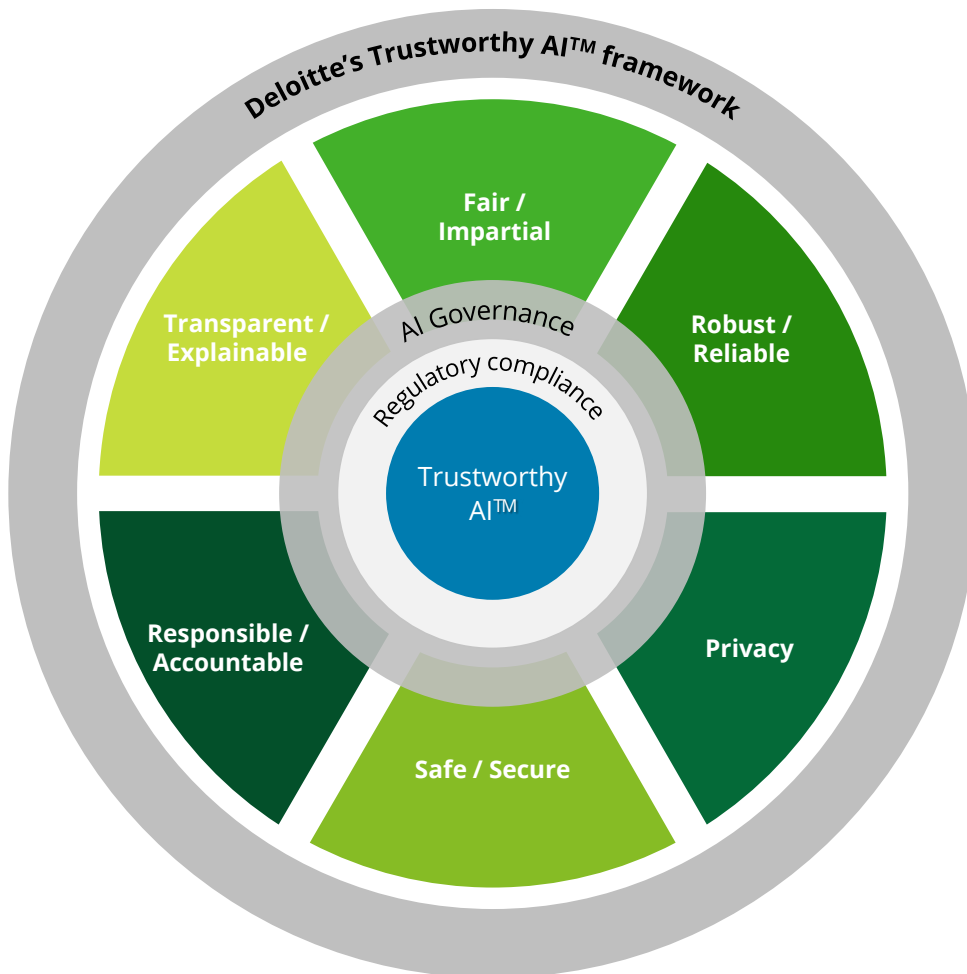 Deloitte’s Trustworthy AI™ framework
Fair /
Impartial
Transparent /
Explainable
Robust /
Reliable
AI Governance
Regulatory compliance
Trustworthy
AI™
Responsible /
Accountable
Privacy
Safe / Secure